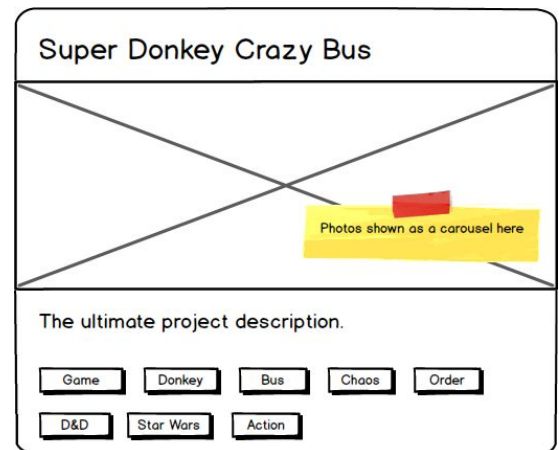 Super Donkey Crazy Bus
Photos shown as a carousel here
The ultimate project description.
Game Donkey Bus Chaos Order
D&D Star Wars Action